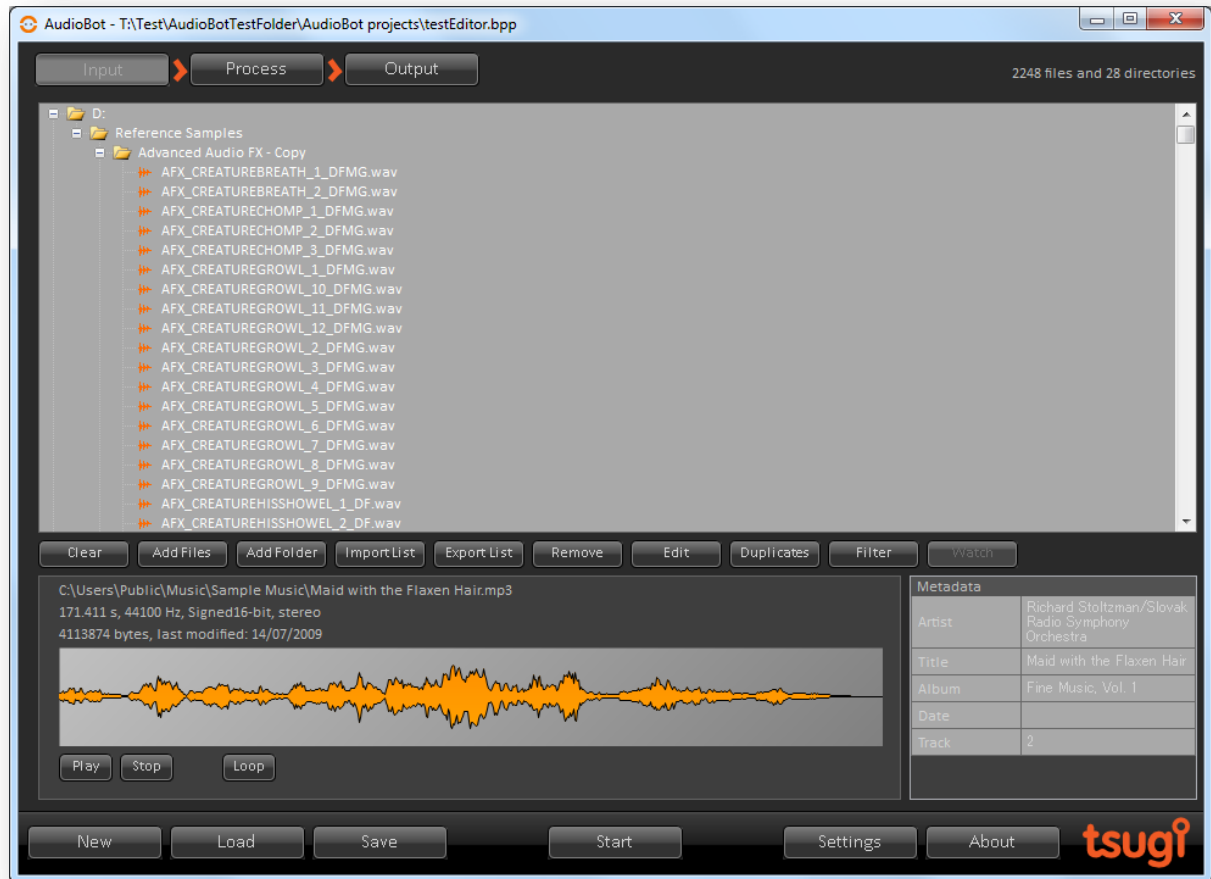 AudioBot - T:\Test\AudioBotTestFolder\AudioBot projects\testEditor.bpp
Input
Process
Output
2248 files and 28 directories
D:
Reference Samples
Advanced Audio FX - Copy
AFX_CREATUREBREATH_1_DFMG.wav
AFX_CREATUREBREATH_2_DFMG.wav
AFX_CREATURECHOMP_1_DFMG.wav
AFX_CREATURECHOMP_2_DFMG.wav
AFX_CREATURECHOMP_3_DFMG.wav
AFX_CREATUREGROWL_1_DFMG.wav
AFX_CREATUREGROWL_10_DFMG.wav
AFX_CREATUREGROWL_11_DFMG.wav
AFX_CREATUREGROWL_12_DFMG.wav
AFX_CREATUREGROWL_2_DFMG.wav
AFX_CREATUREGROWL_3_DFMG.wav
AFX_CREATUREGROWL_4_DFMG.wav
AFX_CREATUREGROWL_5_DFMG.wav
AFX_CREATUREGROWL_6_DFMG.wav
AFX_CREATUREGROWL_7_DFMG.wav
AFX_CREATUREGROWL_8_DFMG.wav
AFX_CREATUREGROWL_9_DFMG.wav
AFX_CREATUREHISSHOWEL_1_DF.wav
AFX_CREATUREHISSHOWEL_2_DF.wav
Clear
Add Files
Add Folder
Import List
Export List
Remove
Edit
Duplicates
Filter
Watch
C:\Users\Public\Music\Sample Music\Maid with the Flaxen Hair.mp3
171.411 s, 44100 Hz, Signed16-bit, stereo
4113874 bytes, last modified: 14/07/2009
Play
Stop
Loop
Metadata
Artist
Richard Stoltzman/Slovak
Radio Symphony
Orchestra
Title
Maid with the Flaxen Hair
Album
Fine Music, Vol. 1
Date
Track
2
New
Load
Save
Start
Settings
About
tsugi